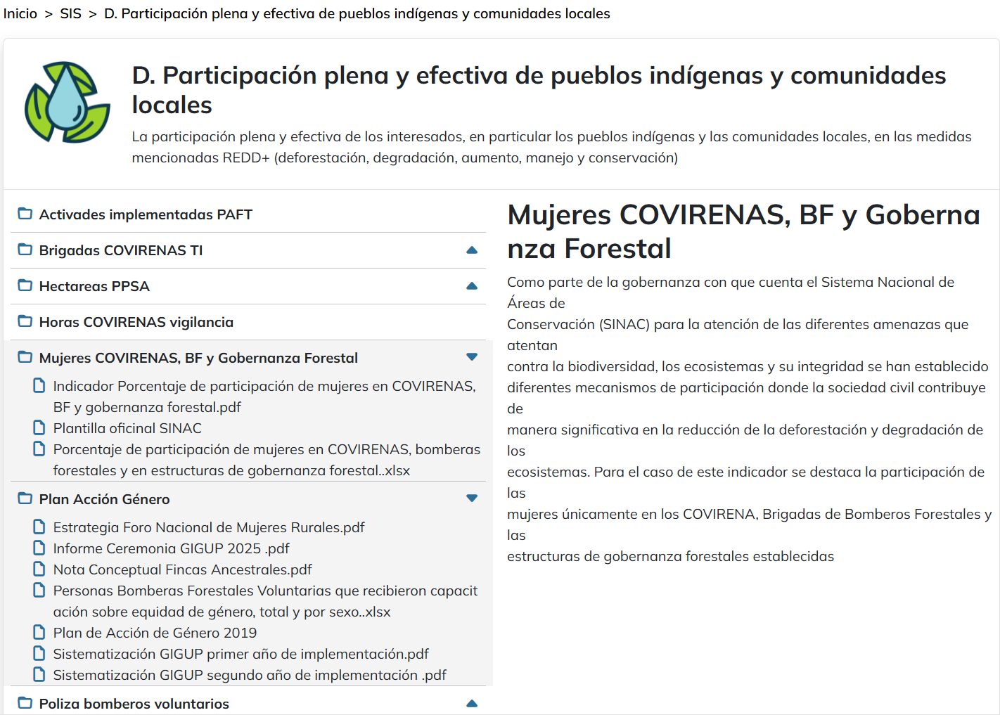 Inicio > SIS > D. Participación plena y efectiva de pueblos indígenas y comunidades locales
D. Participación plena y efectiva de pueblos indígenas y comunidades
locales
La participación plena y efectiva de los interesados, en particular los pueblos indígenas y las comunidades locales, en las medidas
mencionadas REDD+ (deforestación, degradación, aumento, manejo y conservación)
Activades implementadas PAFT
Brigadas COVIRENAS TI
Hectareas PPSA
Horas COVIRENAS vigilancia
Mujeres COVIRENAS, BF y Gobernanza Forestal
Indicador Porcentaje de participación de mujeres en COVIRENAS,
BF y gobernanza forestal.pdf
Plantilla oficinal SINAC
Porcentaje de participación de mujeres en COVIRENAS, bomberas
forestales y en estructuras de gobernanza forestal..xlsx
Plan Acción Género
Estrategia Foro Nacional de Mujeres Rurales.pdf
Informe Ceremonia GIGUP 2025 .pdf
Nota Conceptual Fincas Ancestrales.pdf
Personas Bomberas Forestales Voluntarias que recibieron capacit
ación sobre equidad de género, total y por sexo..xlsx
Plan de Acción de Género 2019
Sistematización GIGUP primer año de implementación.pdf
Sistematización GIGUP segundo año de implementación .pdf
Poliza bomberos voluntarios
Mujeres COVIRENAS, BF y Goberna
nza Forestal
Como parte de la gobernanza con que cuenta el Sistema Nacional de
Áreas de
Conservación (SINAC) para la atención de las diferentes amenazas que
atentan
contra la biodiversidad, los ecosistemas y su integridad se han establecido
diferentes mecanismos de participación donde la sociedad civil contribuye
de
manera significativa en la reducción de la deforestación y degradación de
los
ecosistemas. Para el caso de este indicador se destaca la participación de
las
mujeres únicamente en los COVIRENA, Brigadas de Bomberos Forestales y
las
estructuras de gobernanza forestales establecidas